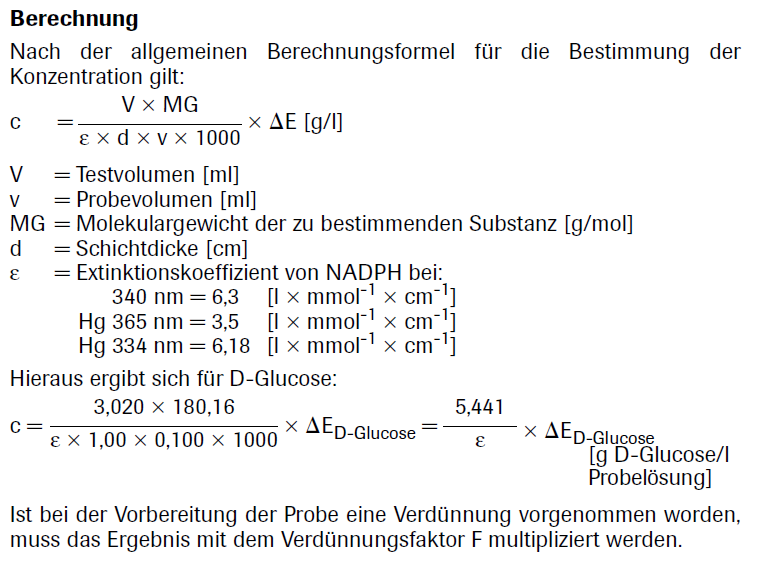 Berechnung
Nach der allgemeinen Berechnungsformel für die Bestimmung der
Konzentration gilt:
c = (V × MG) / (ε × d × v × 1000) × ΔE [g/l]
V = Testvolumen [ml]
v = Probevolumen [ml]
MG = Molekulargewicht der zu bestimmenden Substanz [g/mol]
d = Schichtdicke [cm]
ε = Extinktionskoeffizient von NADPH bei:
340 nm = 6,3 [l × mmol⁻¹ × cm⁻¹]
Hg 365 nm = 3,5 [l × mmol⁻¹ × cm⁻¹]
Hg 334 nm = 6,18 [l × mmol⁻¹ × cm⁻¹]
Hieraus ergibt sich für D-Glucose:
c = (3,020 × 180,16) / (ε × 1,00 × 0,100 × 1000) × ΔE_D-Glucose = 5,441 / ε × ΔE_D-Glucose
[g D-Glucose/l
Probelösung]
Ist bei der Vorbereitung der Probe eine Verdünnung vorgenommen worden,
muss das Ergebnis mit dem Verdünnungsfaktor F multipliziert werden.